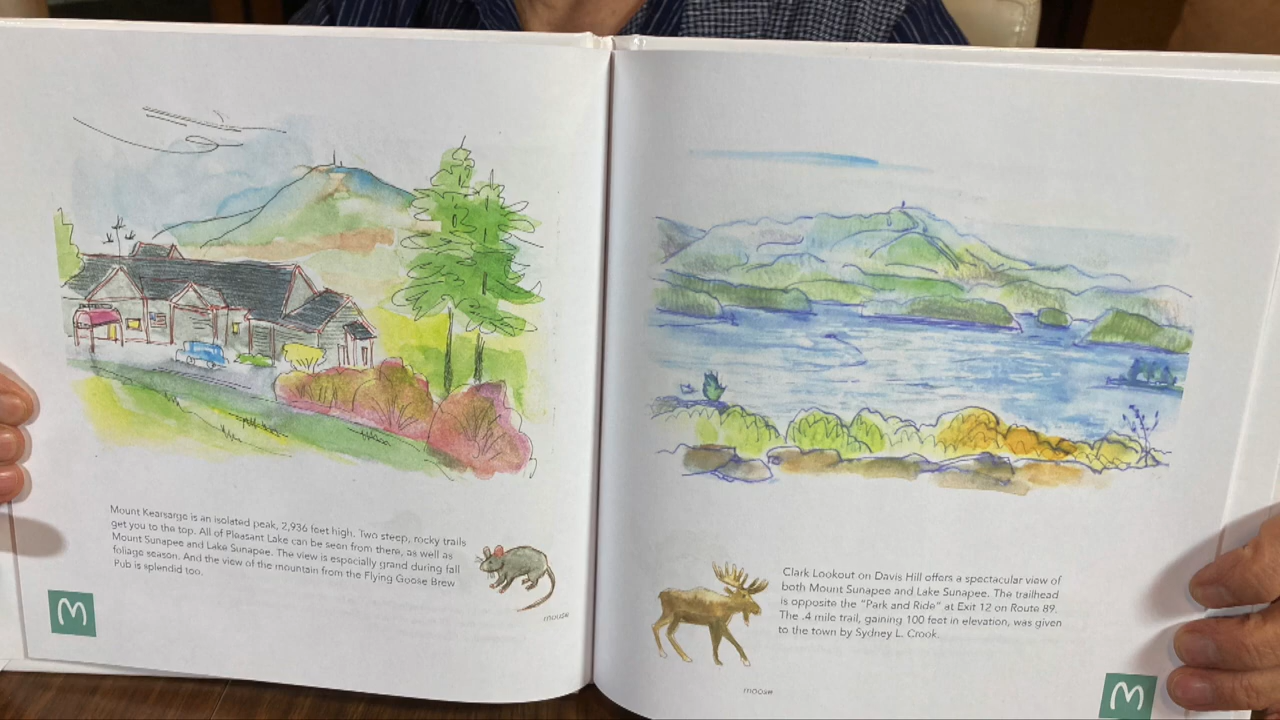 Mount Kearsarge is an isolated peak, 2,936 feet high. Two steep, rocky trails
get you to the top. All of Pleasant Lake can be seen from there, as well as
Mount Sunapee and Lake Sunapee. The view is especially grand during fall
foliage season. And the view of the mountain from the Flying Goose Brew
Pub is splendid too.
mouse
M
Clark Lookout on Davis Hill offers a spectacular view of
both Mount Sunapee and Lake Sunapee. The trailhead
is opposite the "Park and Ride" at Exit 12 on Route 89.
The .4 mile trail, gaining 100 feet in elevation, was given
to the town by Sydney L. Crook.
moose
M